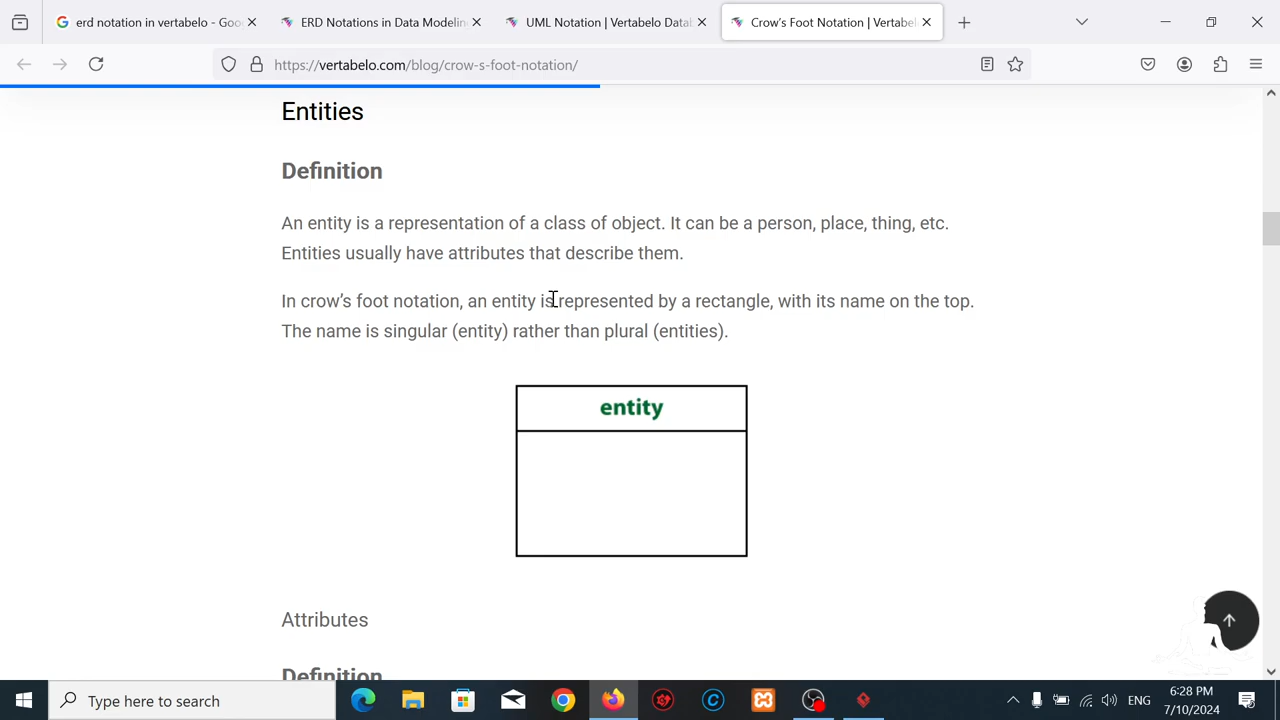 erd notation in vertabelo - Goo
ERD Notations in Data Modeling
UML Notation | Vertabelo Datab
Crow's Foot Notation | Vertabelo
https://vertabelo.com/blog/crow-s-foot-notation/
Entities
Definition
An entity is a representation of a class of object. It can be a person, place, thing, etc.
Entities usually have attributes that describe them.
In crow's foot notation, an entity is represented by a rectangle, with its name on the top.
The name is singular (entity) rather than plural (entities).
entity
Attributes
Definition
Type here to search
ENG
6:28 PM
7/10/2024